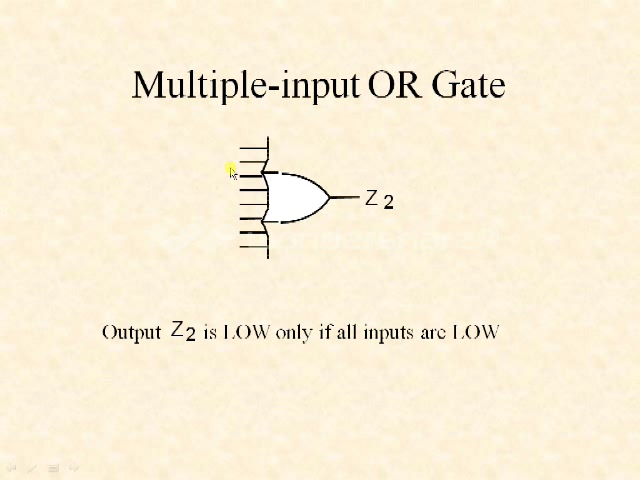 Multiple-input OR Gate
Z 2
Output Z2 is LOW only if all inputs are LOW